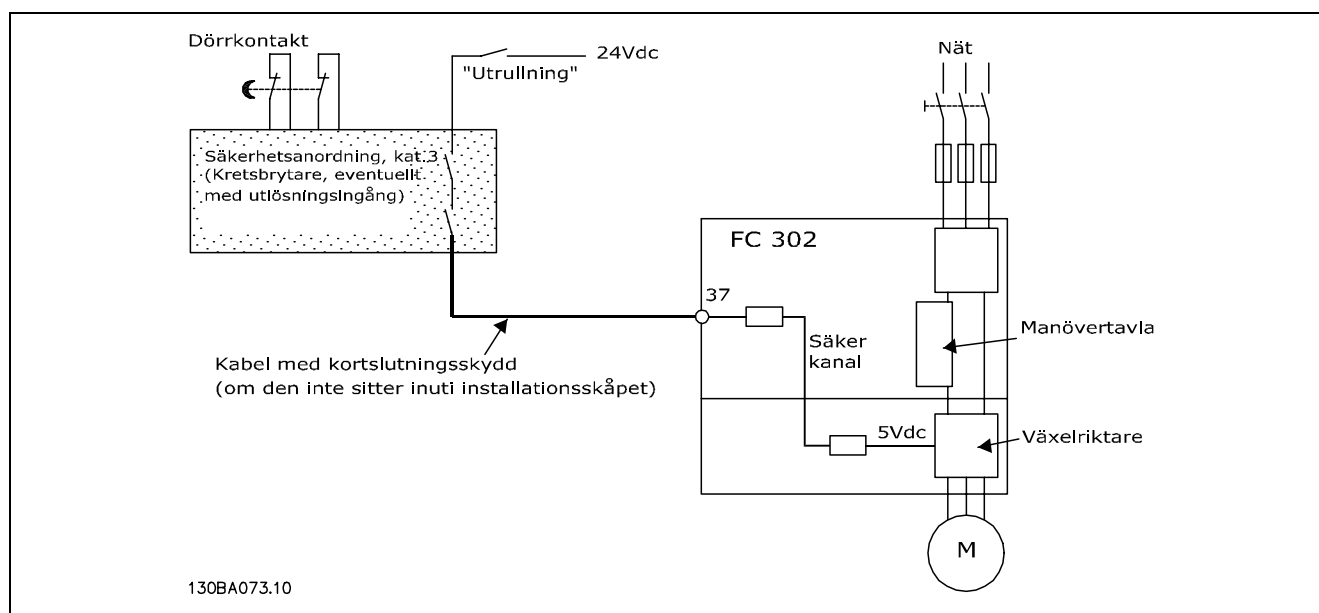 Dörrkontakt
24Vdc
"Utrullning"
Nät
Säkerhetsanordning, kat.3
(Kretsbrytare, eventuellt
med utlösningsingång)
FC 302
37
Säker
kanal
Manövertavla
Kabel med kortslutningsskydd
(om den inte sitter inuti installationsskåpet)
5Vdc
Växelriktare
M
130BA073.10